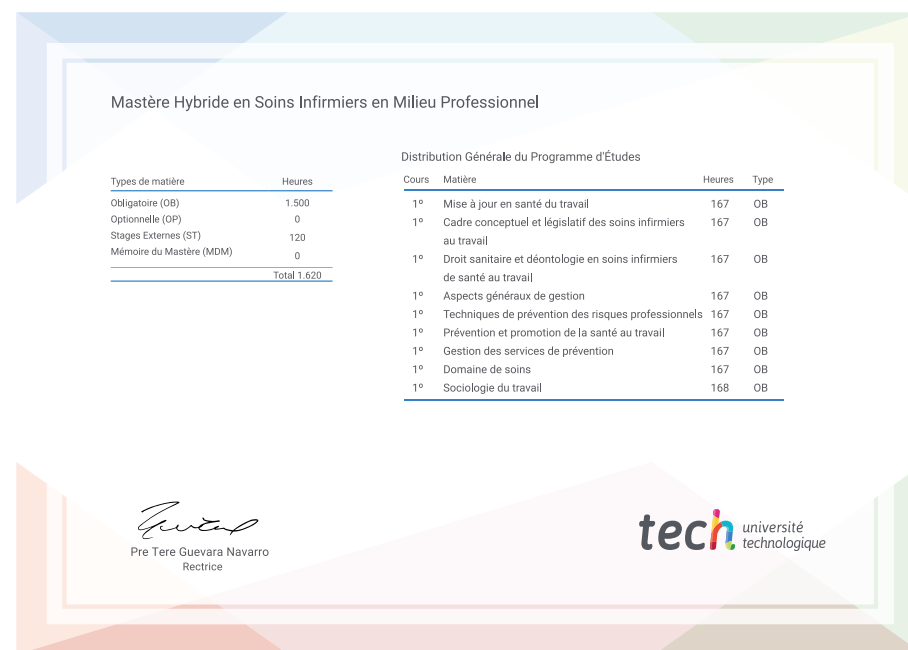 Mastère Hybride en Soins Infirmiers en Milieu Professionnel
Types de matière Heures
Obligatoire (OB) 1.500
Optionnelle (OP) 0
Stages Externes (ST) 120
Mémoire du Mastère (MDM) 0
Total 1.620
Distribution Générale du Programme d'Études
Cours Matière Heures Type
1º Mise à jour en santé du travail 167 OB
1º Cadre conceptuel et législatif des soins infirmiers 167 OB
au travail
1º Droit sanitaire et déontologie en soins infirmiers 167 OB
de santé au travail
1º Aspects généraux de gestion 167 OB
1º Techniques de prévention des risques professionnels 167 OB
1º Prévention et promotion de la santé au travail 167 OB
1º Gestion des services de prévention 167 OB
1º Domaine de soins 167 OB
1º Sociologie du travail 168 OB
Pre Tere Guevara Navarro
Rectrice
tech université
technologique